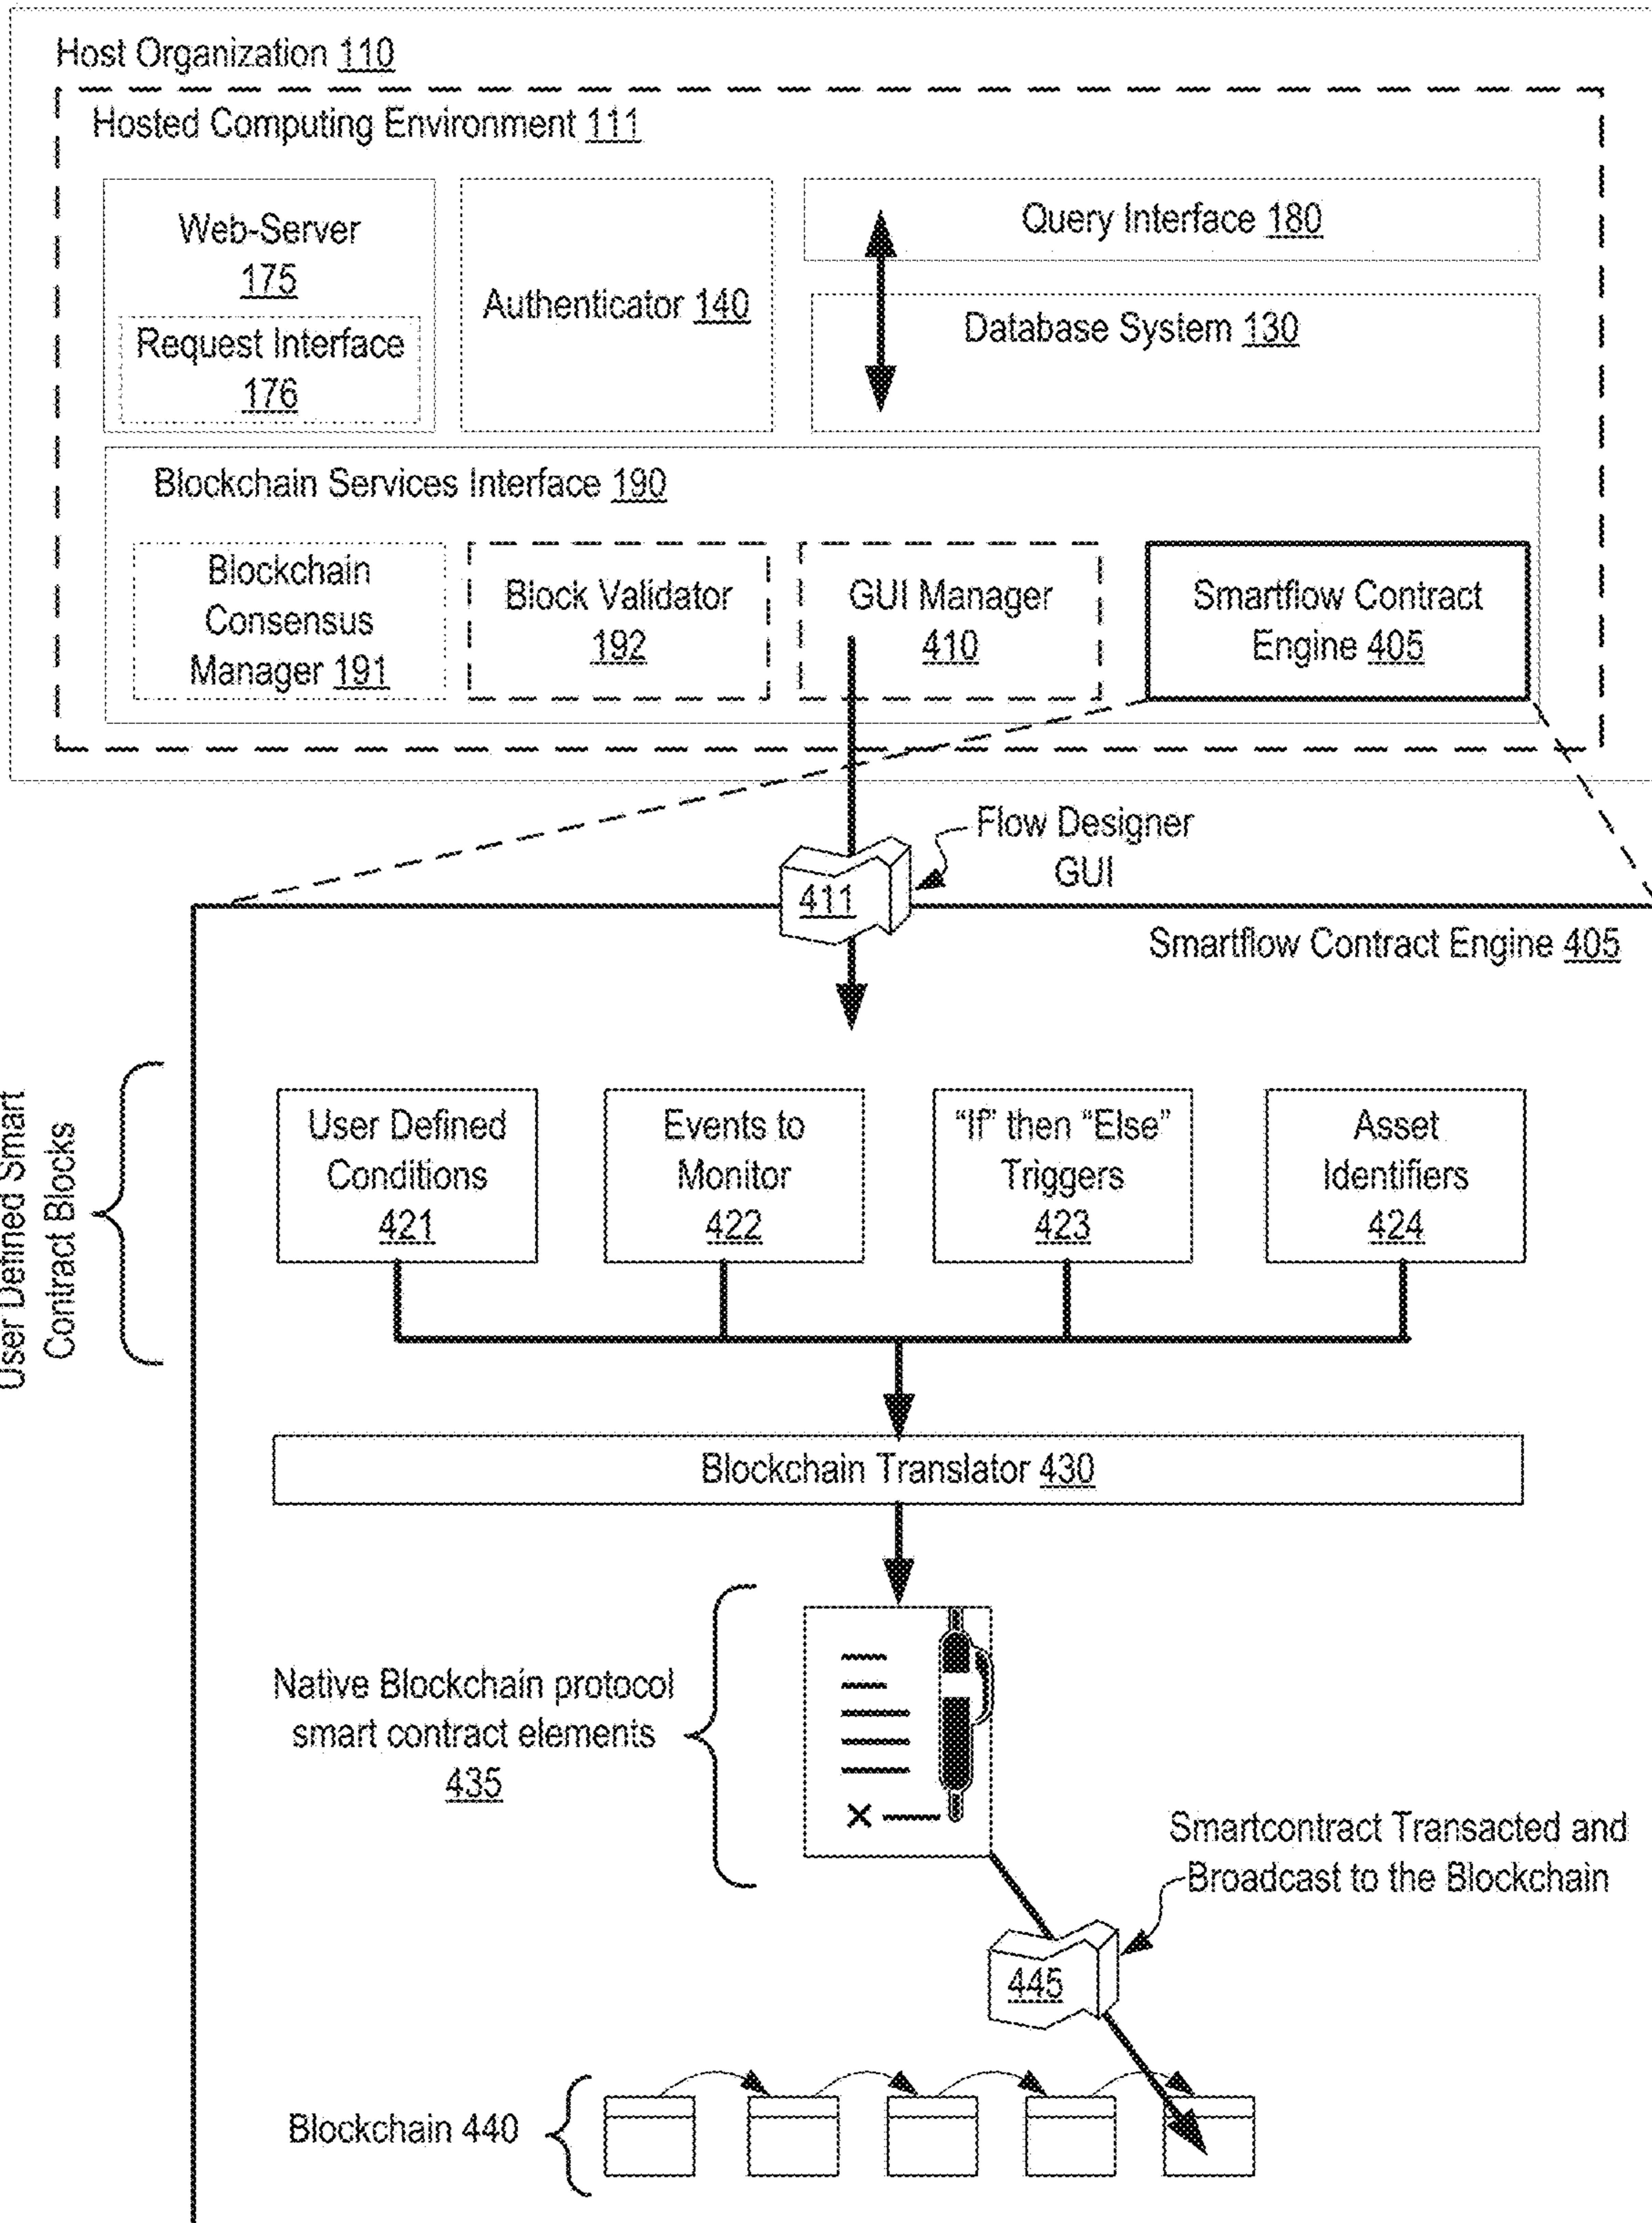 Host Organization 110
Hosted Computing Environment 111
Web-Server
175
Request Interface
176
Authenticator 140
Query Interface 180
Database System 130
Blockchain Services Interface 190
Blockchain
Consensus
Manager 191
Block Validator
192
GUI Manager
410
Smartflow Contract
Engine 405
Flow Designer
GUI
411
Smartflow Contract Engine 405
User Defined Smart
Contract Blocks
User Defined
Conditions
421
Events to
Monitor
422
“If” then “Else”
Triggers
423
Asset
Identifiers
424
Blockchain Translator 430
Native Blockchain protocol
smart contract elements
435
Smartcontract Transacted and
Broadcast to the Blockchain
445
Blockchain 440